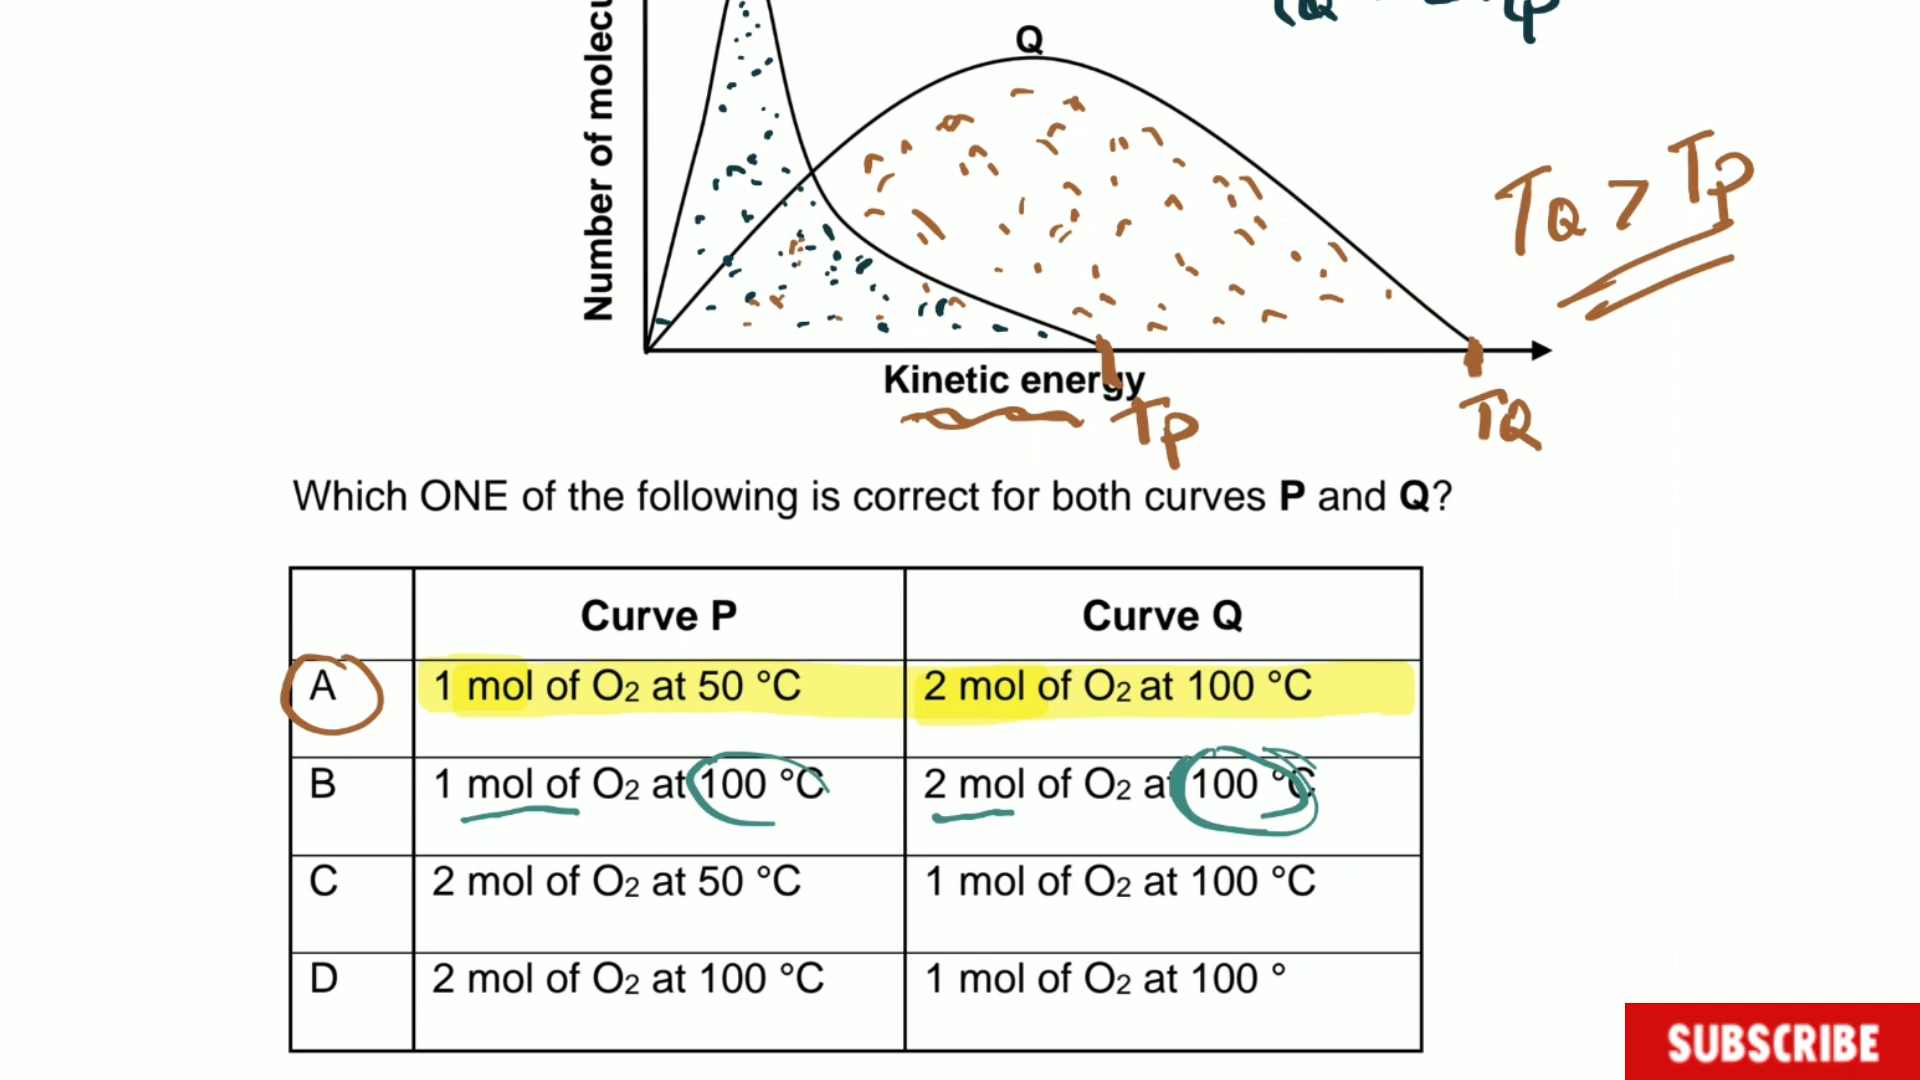 Number of molecu
Q
TQ > TP
Kinetic energy
TP
TQ
Which ONE of the following is correct for both curves P and Q?
Curve P Curve Q
A 1 mol of O2 at 50 °C 2 mol of O2 at 100 °C
B 1 mol of O2 at 100 °C 2 mol of O2 at 100 °C
C 2 mol of O2 at 50 °C 1 mol of O2 at 100 °C
D 2 mol of O2 at 100 °C 1 mol of O2 at 100 °
SUBSCRIBE